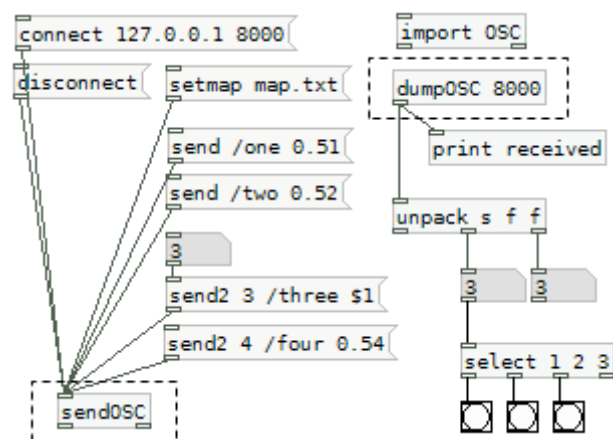 connect 127.0.0.1 8000
disconnect
setmap map.txt
send /one 0.51
send /two 0.52
3
send2 3 /three $1
send2 4 /four 0.54
sendOSC
import OSC
dumpOSC 8000
print received
unpack s f f
3 3
select 1 2 3